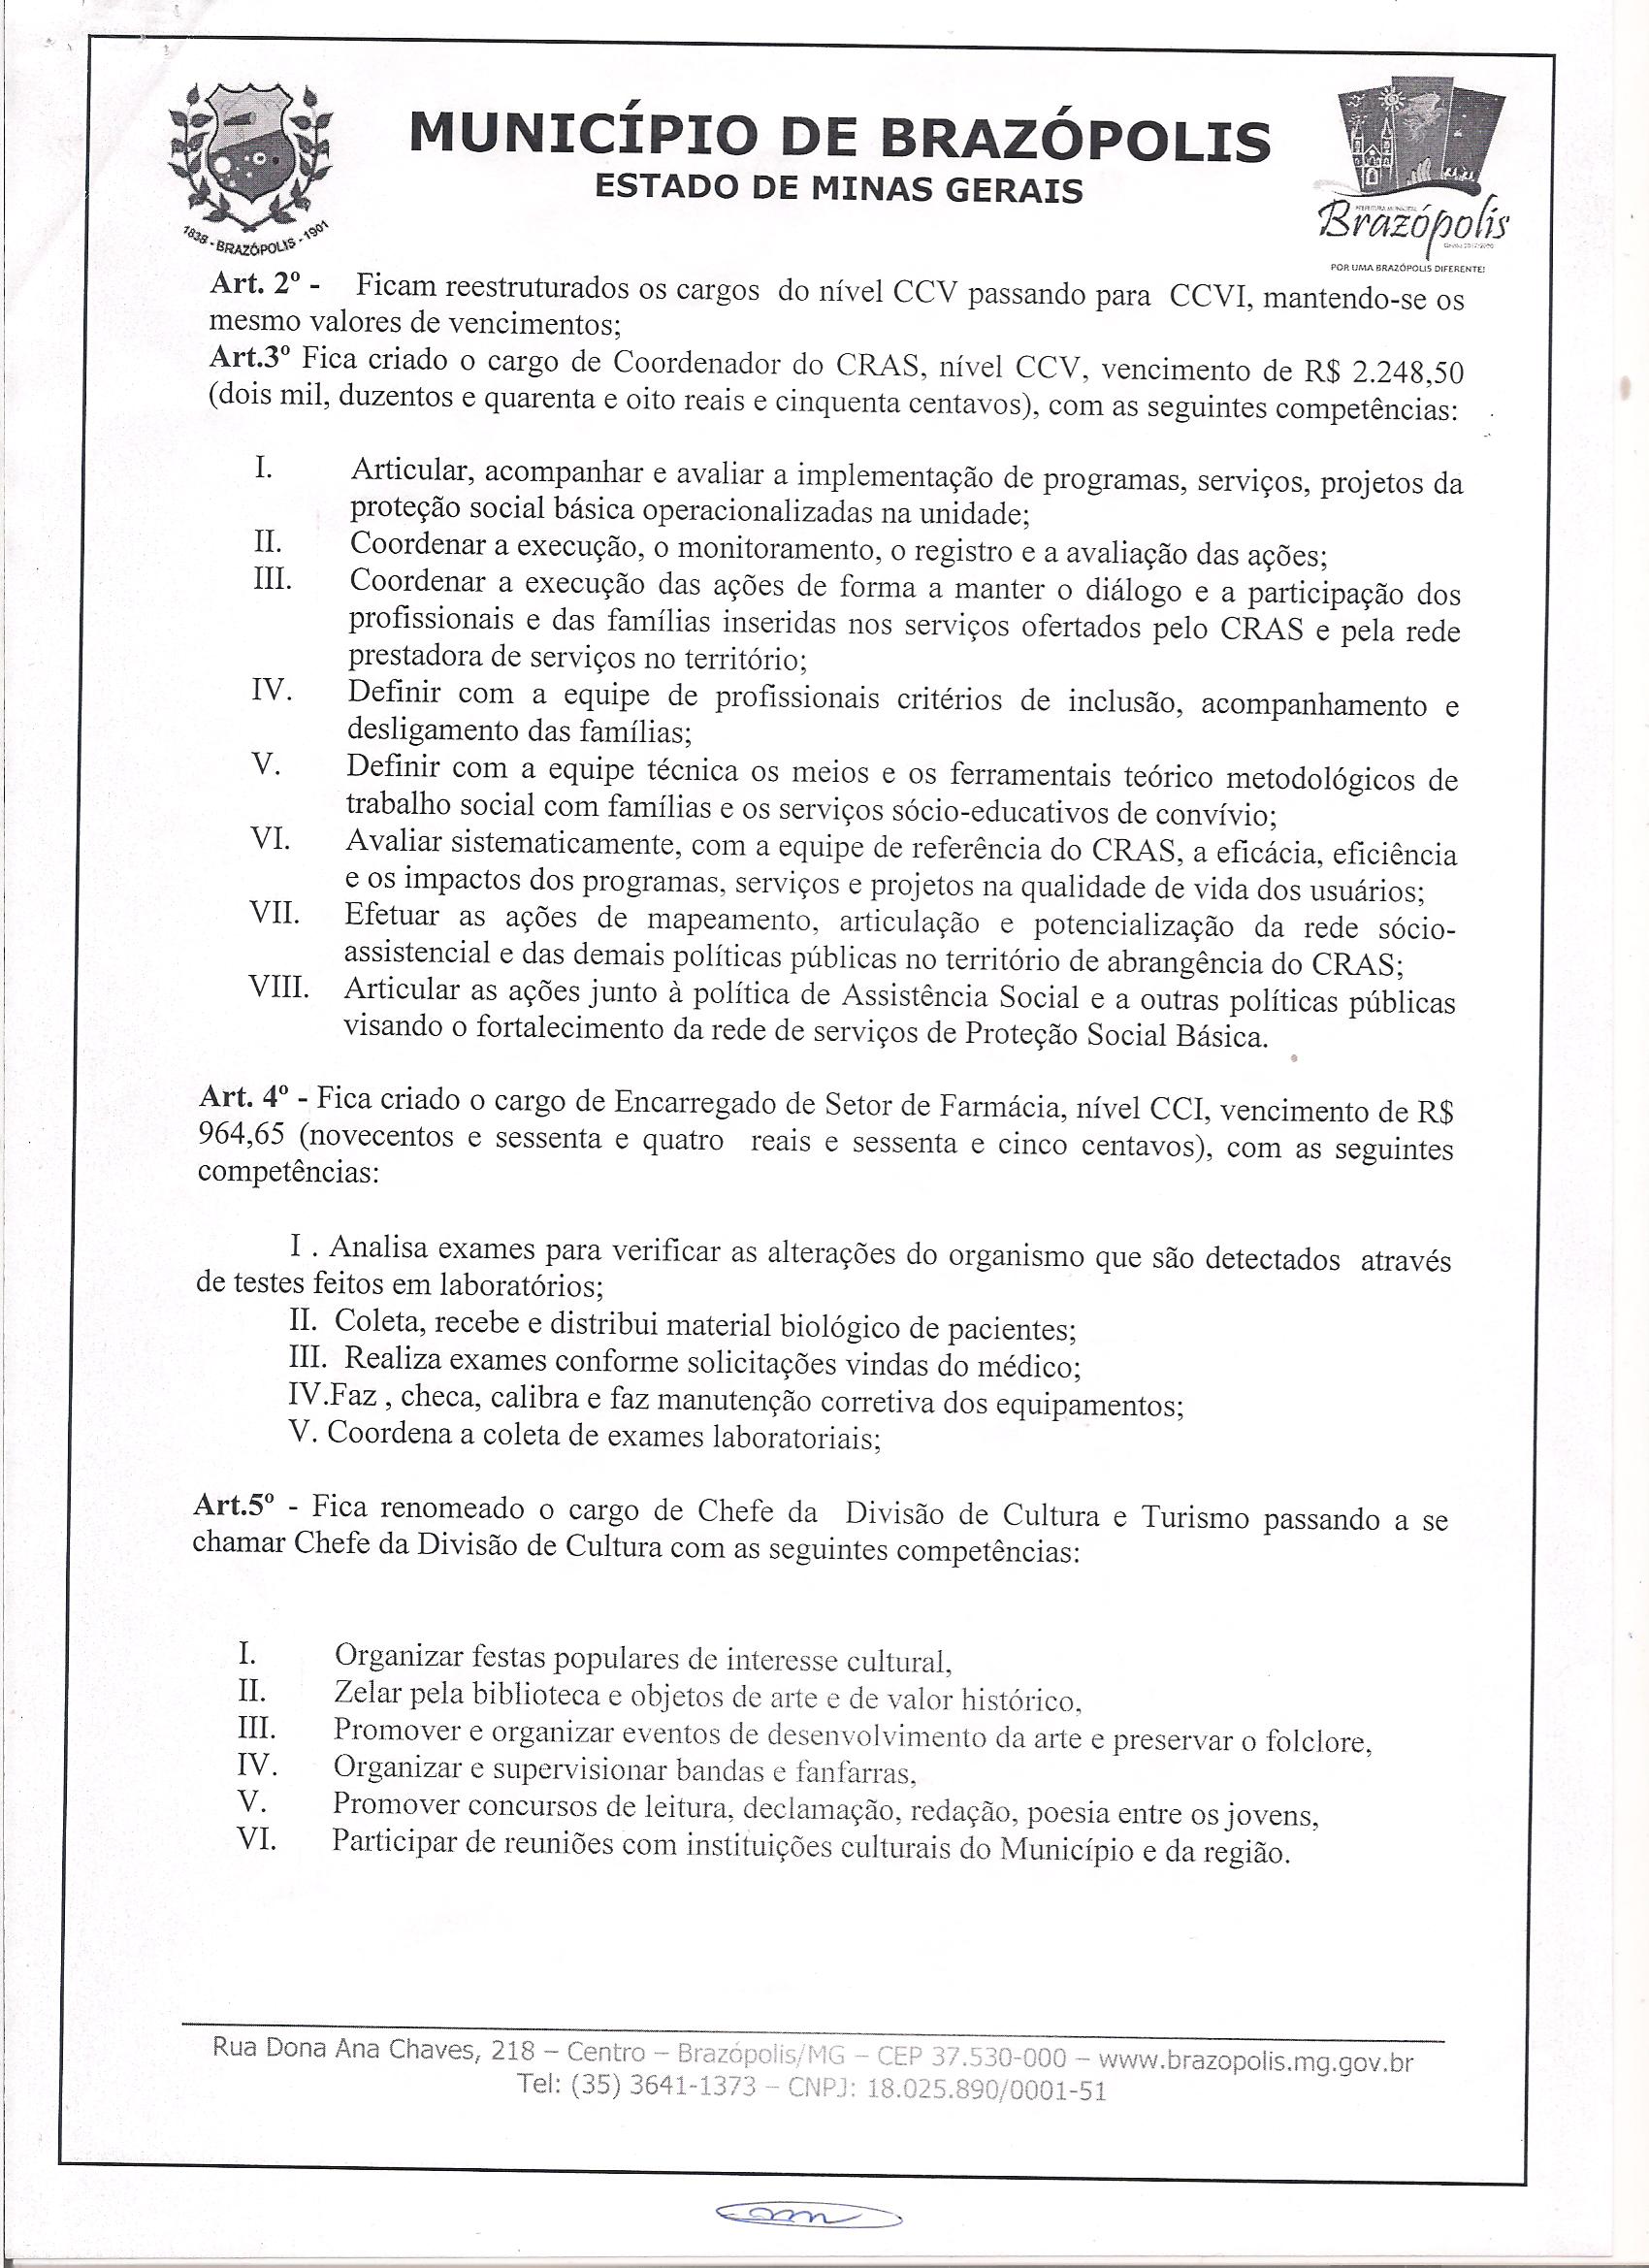 MUNICÍPIO DE BRAZÓPOLIS
ESTADO DE MINAS GERAIS
1838 - BRAZÓPOLIS - 1901
Brazópolis
POR UMA BRAZÓPOLIS DIFERENTE!
Art. 2º - Ficam reestruturados os cargos do nível CCV passando para CCVI, mantendo-se os
mesmo valores de vencimentos;
Art.3º Fica criado o cargo de Coordenador do CRAS, nível CCV, vencimento de R$ 2.248,50
(dois mil, duzentos e quarenta e oito reais e cinquenta centavos), com as seguintes competências:
I. Articular, acompanhar e avaliar a implementação de programas, serviços, projetos da
proteção social básica operacionalizadas na unidade;
II. Coordenar a execução, o monitoramento, o registro e a avaliação das ações;
III. Coordenar a execução das ações de forma a manter o diálogo e a participação dos
profissionais e das famílias inseridas nos serviços ofertados pelo CRAS e pela rede
prestadora de serviços no território;
IV. Definir com a equipe de profissionais critérios de inclusão, acompanhamento e
desligamento das famílias;
V. Definir com a equipe técnica os meios e os ferramentais teórico metodológicos de
trabalho social com famílias e os serviços sócio-educativos de convívio;
VI. Avaliar sistematicamente, com a equipe de referência do CRAS, a eficácia, eficiência
e os impactos dos programas, serviços e projetos na qualidade de vida dos usuários;
VII. Efetuar as ações de mapeamento, articulação e potencialização da rede sócio-
assistencial e das demais políticas públicas no território de abrangência do CRAS;
VIII. Articular as ações junto à política de Assistência Social e a outras políticas públicas
visando o fortalecimento da rede de serviços de Proteção Social Básica.
Art. 4º - Fica criado o cargo de Encarregado de Setor de Farmácia, nível CCI, vencimento de R$
964,65 (novecentos e sessenta e quatro reais e sessenta e cinco centavos), com as seguintes
competências:
I . Analisa exames para verificar as alterações do organismo que são detectados através
de testes feitos em laboratórios;
II. Coleta, recebe e distribui material biológico de pacientes;
III. Realiza exames conforme solicitações vindas do médico;
IV.Faz , checa, calibra e faz manutenção corretiva dos equipamentos;
V. Coordena a coleta de exames laboratoriais;
Art.5º - Fica renomeado o cargo de Chefe da Divisão de Cultura e Turismo passando a se
chamar Chefe da Divisão de Cultura com as seguintes competências:
I. Organizar festas populares de interesse cultural,
II. Zelar pela biblioteca e objetos de arte e de valor histórico,
III. Promover e organizar eventos de desenvolvimento da arte e preservar o folclore,
IV. Organizar e supervisionar bandas e fanfarras,
V. Promover concursos de leitura, declamação, redação, poesia entre os jovens,
VI. Participar de reuniões com instituições culturais do Município e da região.
Rua Dona Ana Chaves, 218 – Centro – Brazópolis/MG – CEP 37.530-000 – www.brazopolis.mg.gov.br
Tel: (35) 3641-1373 – CNPJ: 18.025.890/0001-51